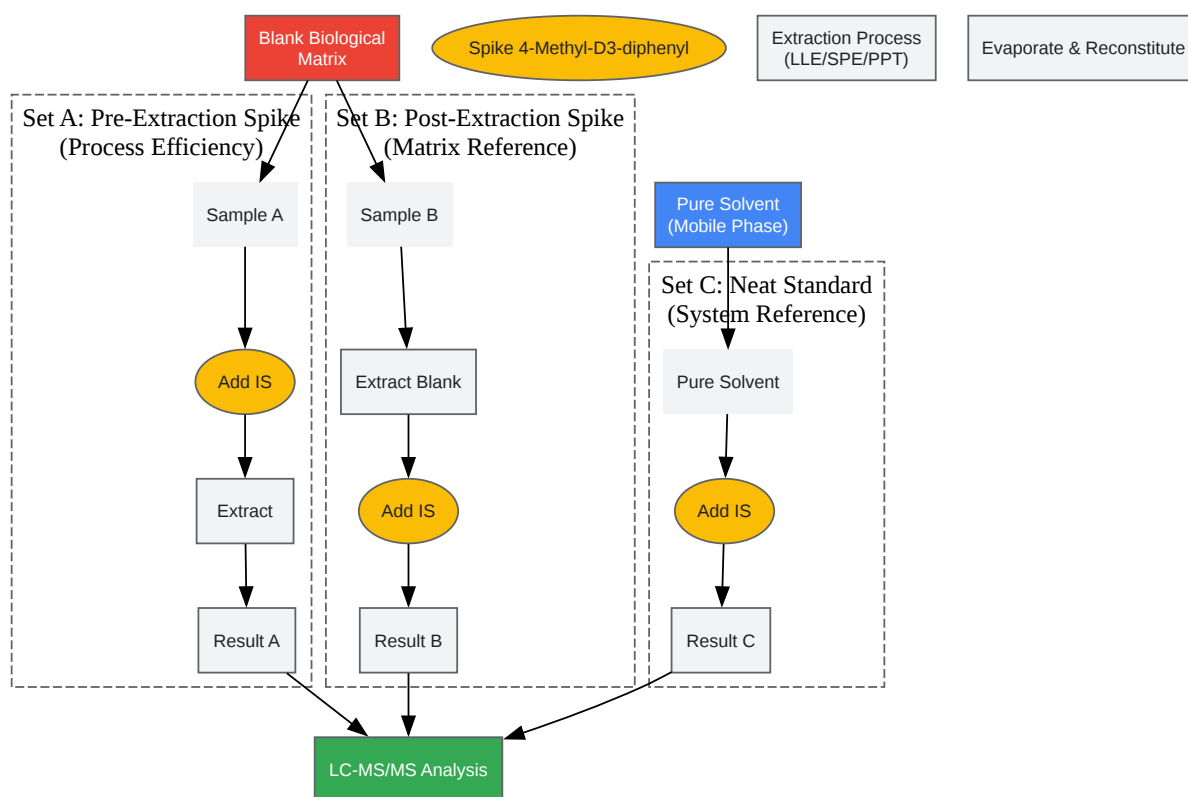 Blank Biological
Matrix
Spike 4-Methyl-D3-diphenyl
Extraction Process
(LLE/SPE/PPT)
Evaporate & Reconstitute
Set A: Pre-Extraction Spike
(Process Efficiency)
Set B: Post-Extraction Spike
(Matrix Reference)
Sample A
Sample B
Pure Solvent
(Mobile Phase)
Set C: Neat Standard
(System Reference)
Add IS
Extract Blank
Pure Solvent
Extract
Add IS
Add IS
Result A
Result B
Result C
LC-MS/MS Analysis